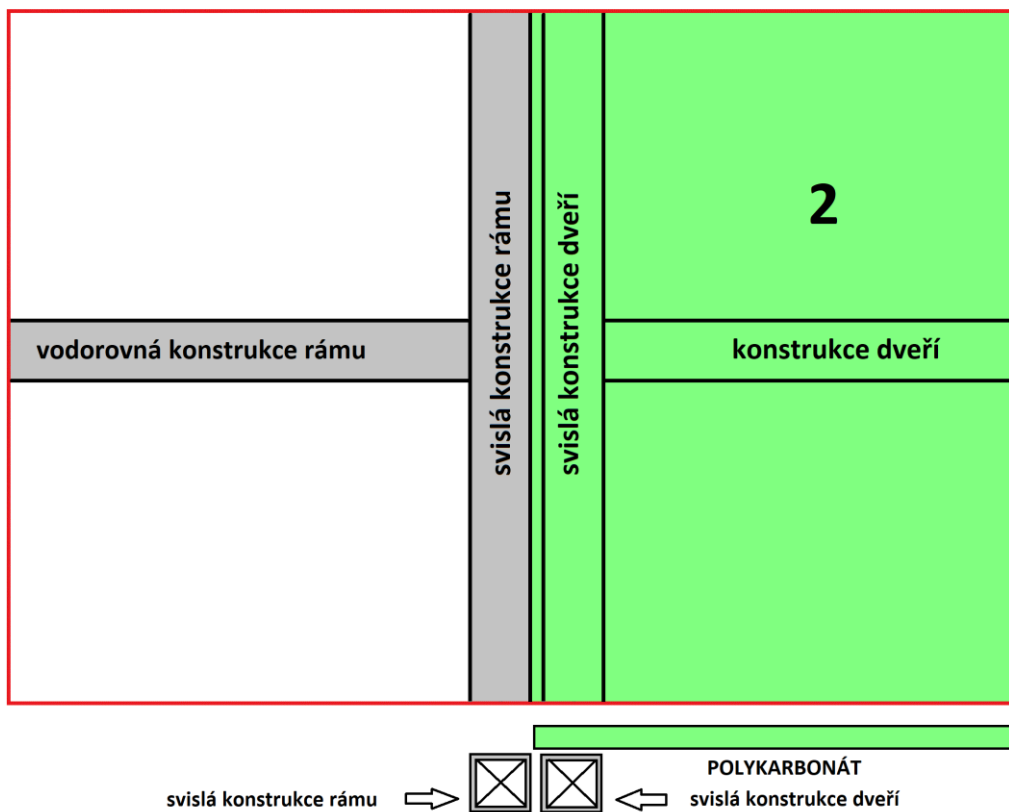 2
svislá konstrukce rámu
svislá konstrukce dveří
vodorovná konstrukce rámu
konstrukce dveří
POLYKARBONÁT
svislá konstrukce rámu
svislá konstrukce dveří